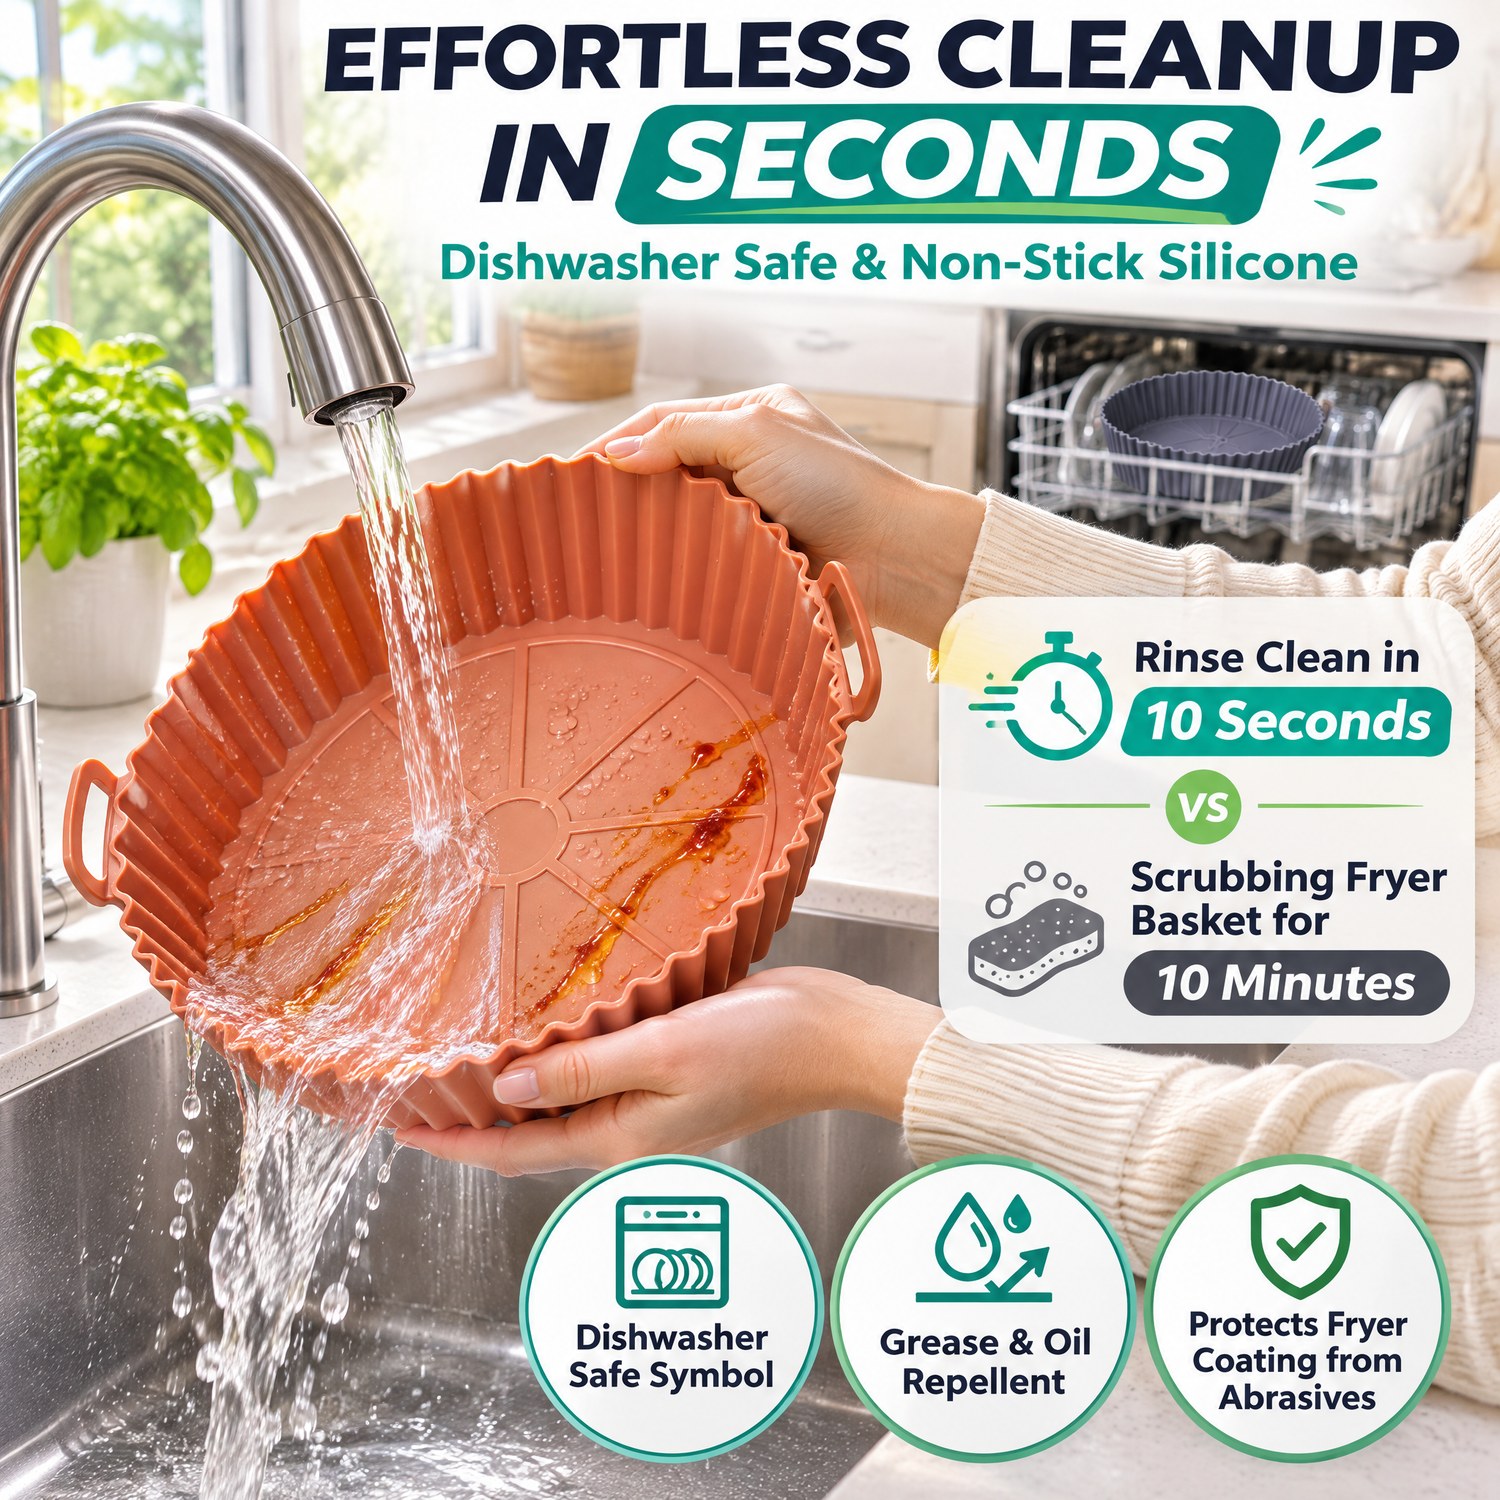 EFFORTLESS CLEANUP
IN SECONDS
Dishwasher Safe & Non-Stick Silicone
Rinse Clean in
10 Seconds
VS
Scrubbing Fryer
Basket for
10 Minutes
Dishwasher
Safe Symbol
Grease & Oil
Repellent
Protects Fryer
Coating from
Abrasives